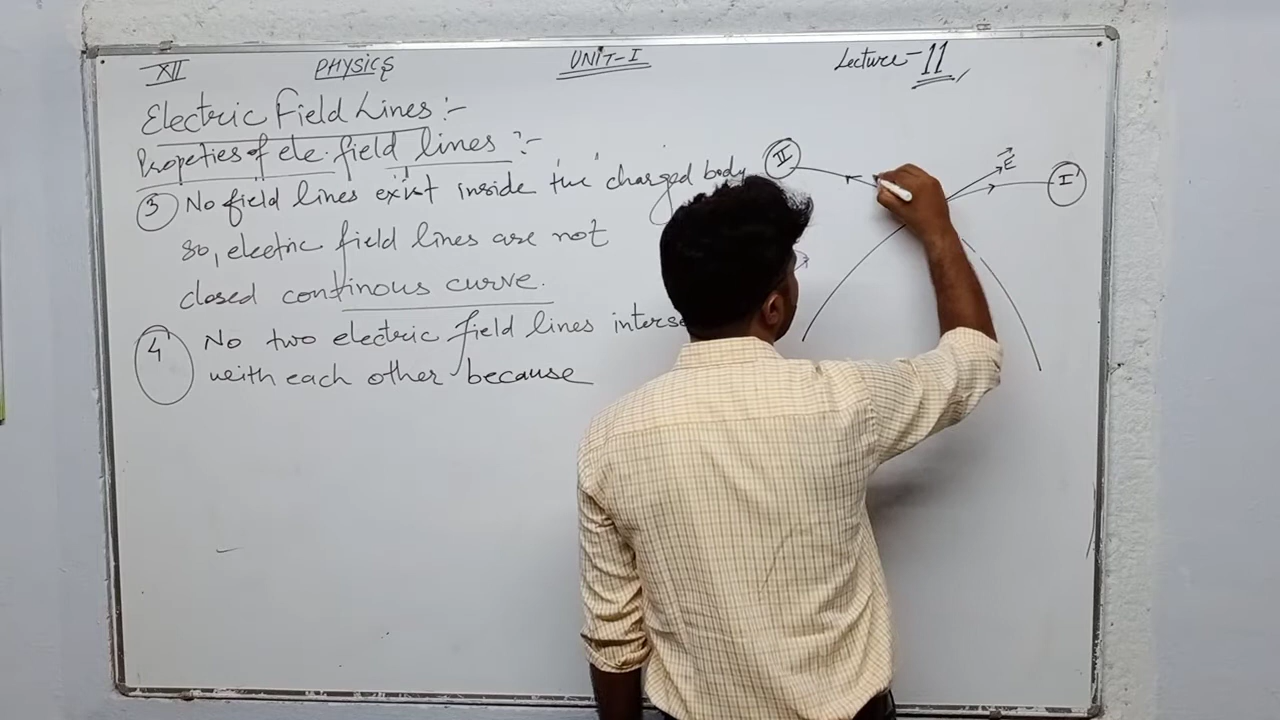 XII PHYSICS UNIT-I Lecture-11
Electric Field Lines:-
Propeties of ele. field lines :-
3 No field lines exist inside the charged body
so, electric field lines are not
closed continous curve.
4 No two electric field lines
with each other because
II
E
I